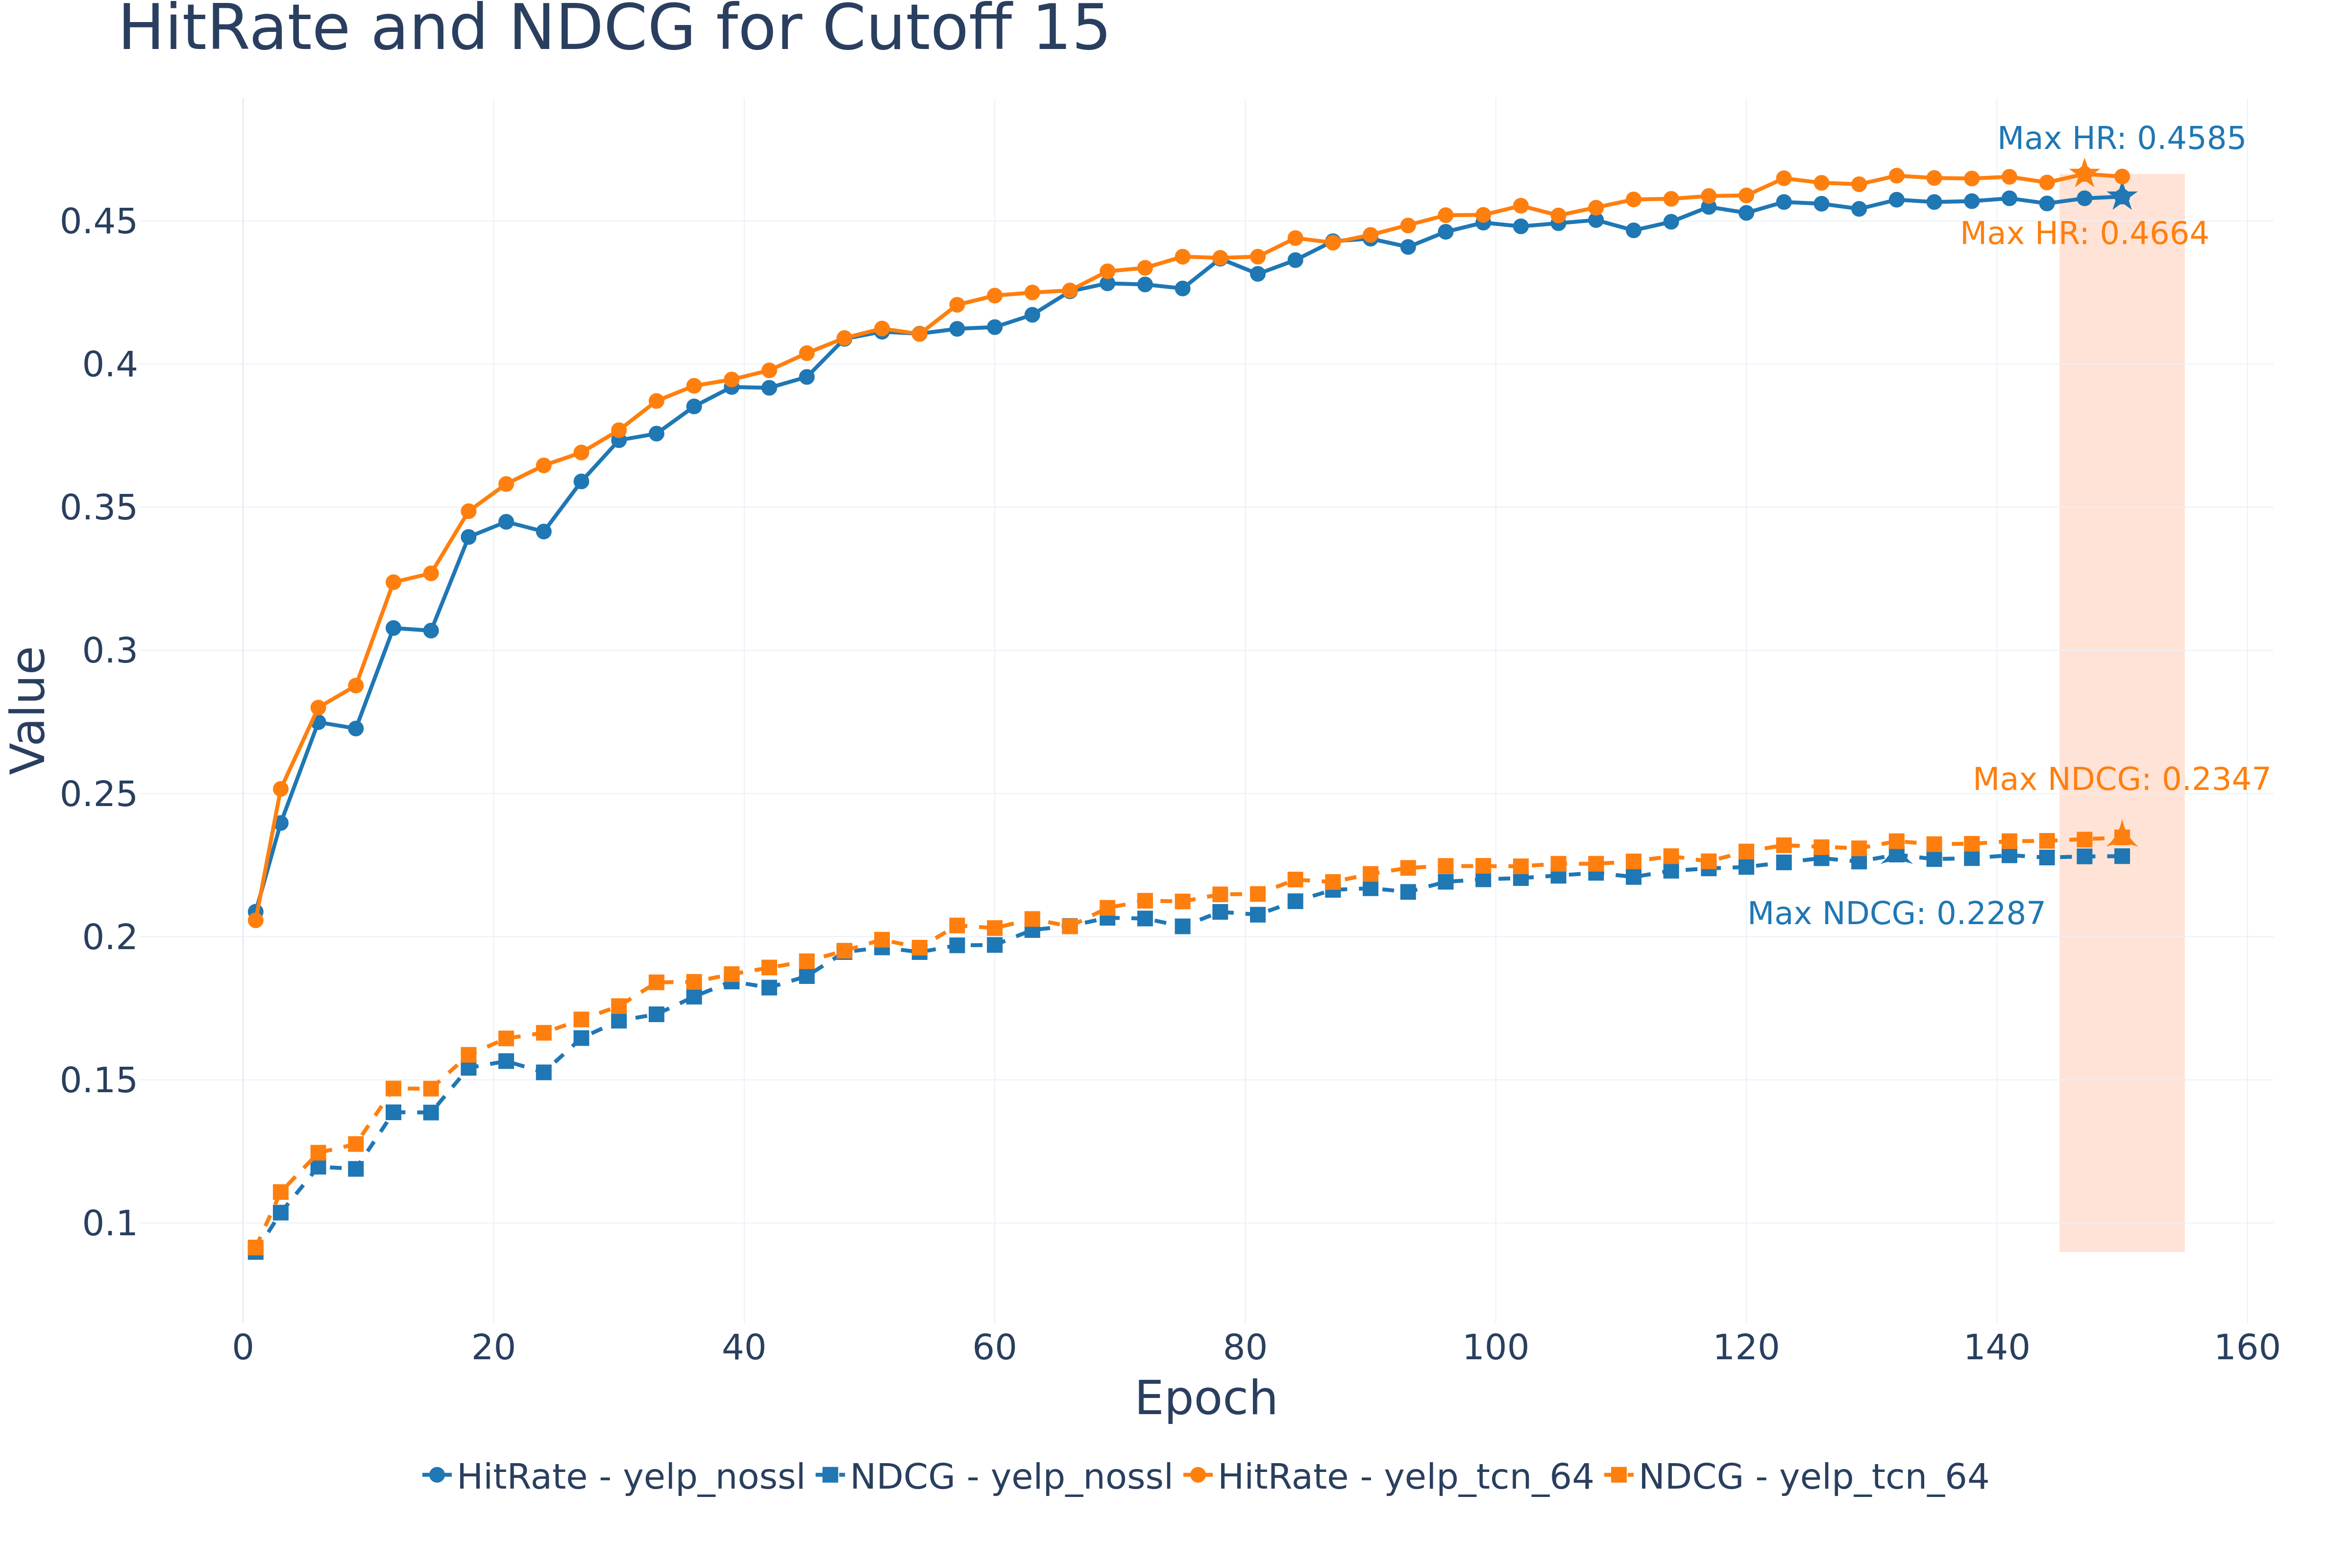 HitRate and NDCG for Cutoff 15
Max HR: 0.4585
Max HR: 0.4664
Max NDCG: 0.2347
Max NDCG: 0.2287
Value
0.45
0.4
0.35
0.3
0.25
0.2
0.15
0.1
0 20 40 60 80 100 120 140 160
Epoch
HitRate - yelp_nossl NDCG - yelp_nossl HitRate - yelp_tcn_64 NDCG - yelp_tcn_64